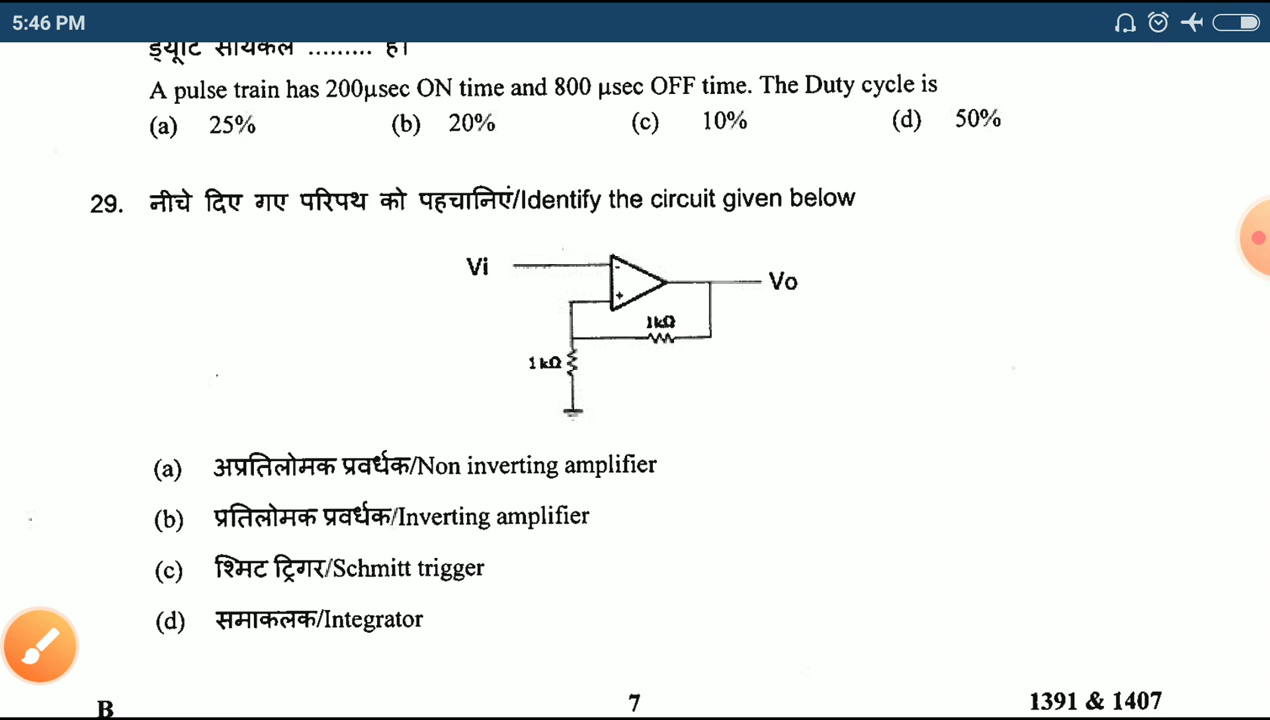 5:46 PM
ड्यूटि सायकल ......... है।
A pulse train has 200μsec ON time and 800 μsec OFF time. The Duty cycle is
(a) 25% (b) 20% (c) 10% (d) 50%
29. नीचे दिए गए परिपथ को पहचानिएं/Identify the circuit given below
Vi
-
+
Vo
1kΩ
1kΩ
(a) अप्रतिलोमक प्रवर्धक/Non inverting amplifier
(b) प्रतिलोमक प्रवर्धक/Inverting amplifier
(c) श्मिट ट्रिगर/Schmitt trigger
(d) समाकलक/Integrator
B 7 1391 & 1407